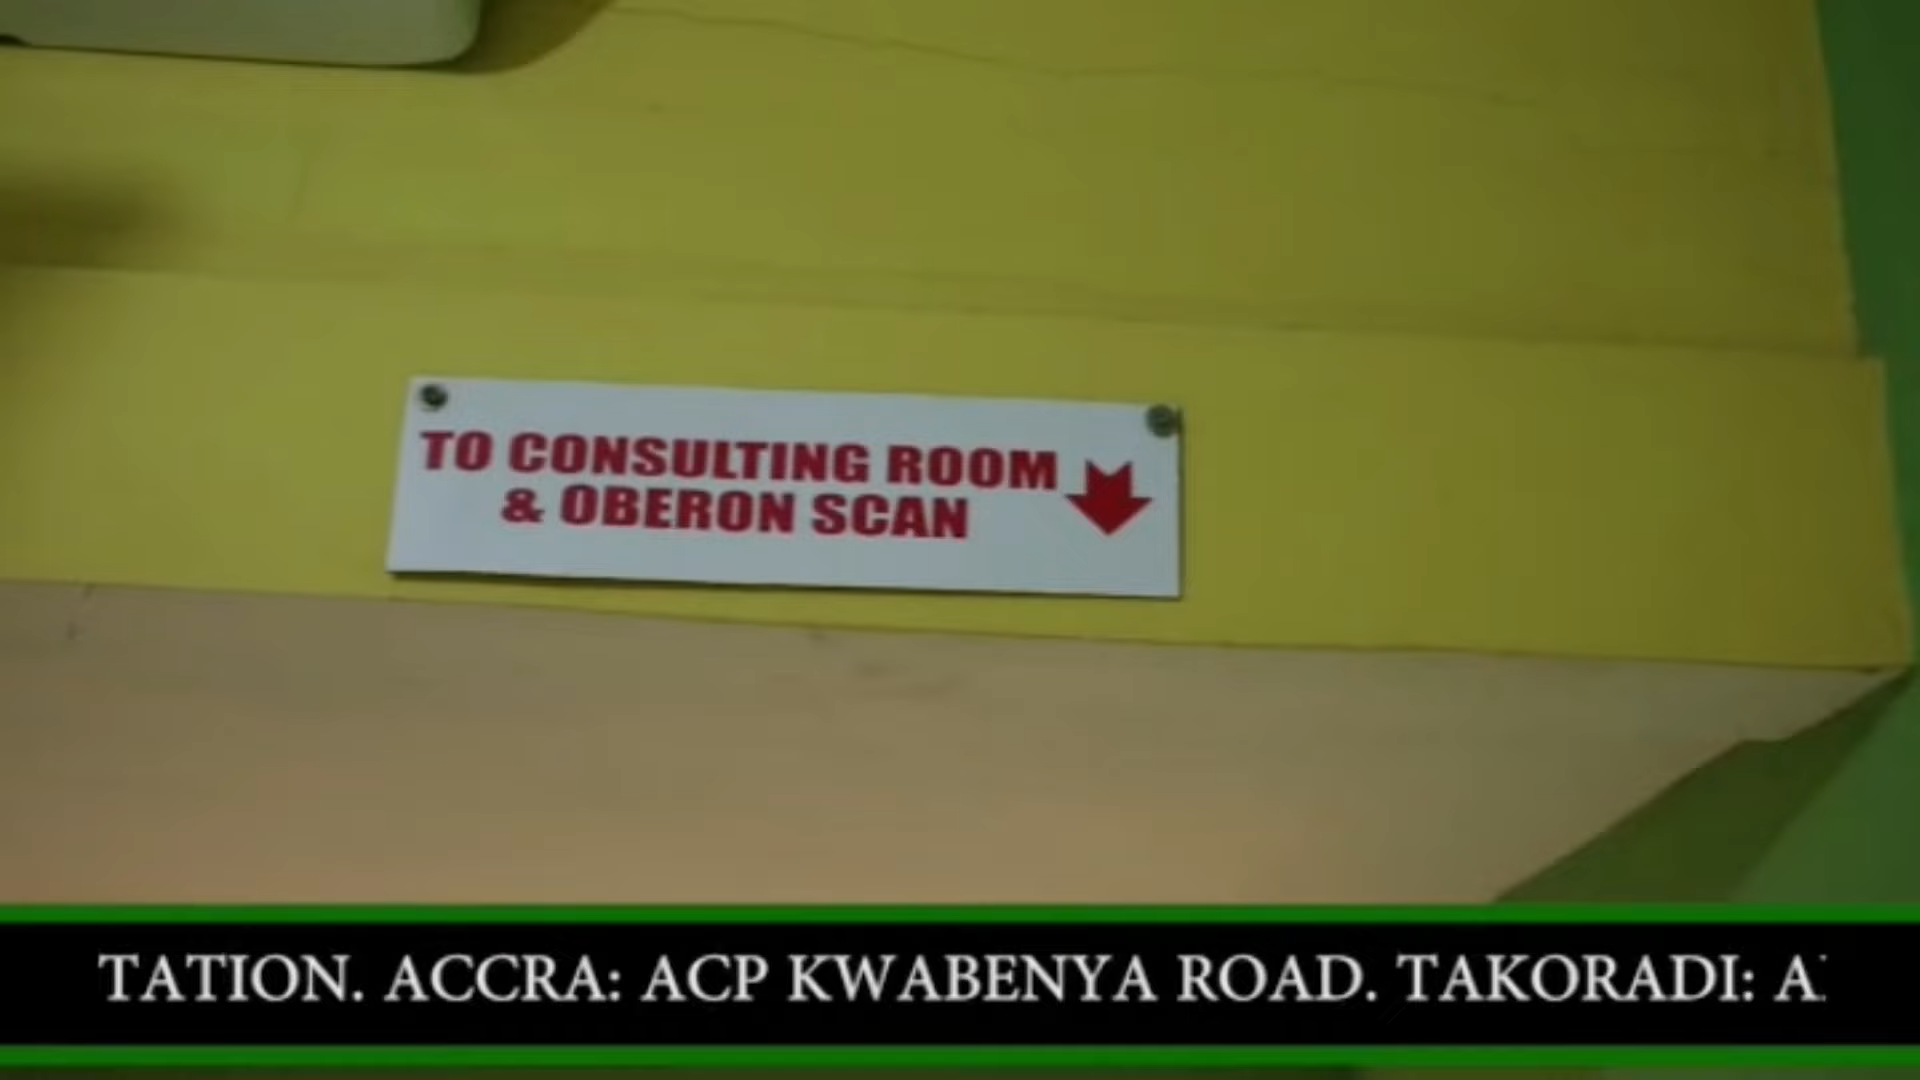 TO CONSULTING ROOM
& OBERON SCAN
TATION. ACCRA: ACP KWABENYA ROAD. TAKORADI: A